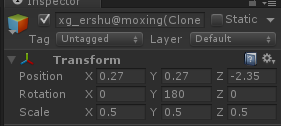 Inspector
xg_ershu@moxing(Clone
Static
Tag Untagged Layer Default
Transform
Position X 0.27 Y 0.27 Z -2.35
Rotation X 0 Y 180 Z 0
Scale X 0.5 Y 0.5 Z 0.5